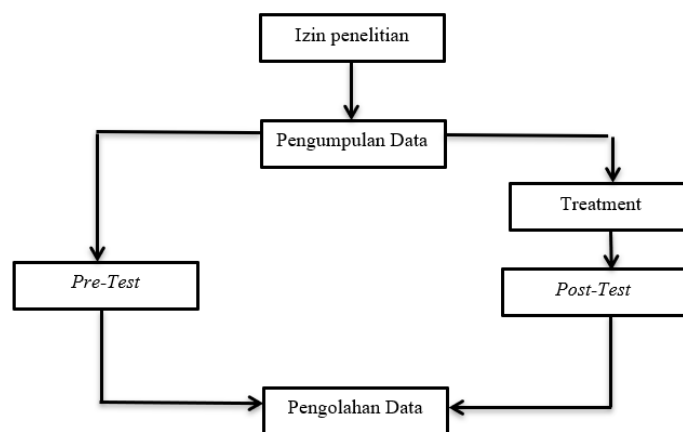 Izin penelitian
Pengumpulan Data
Treatment
Pre-Test
Post-Test
Pengolahan Data